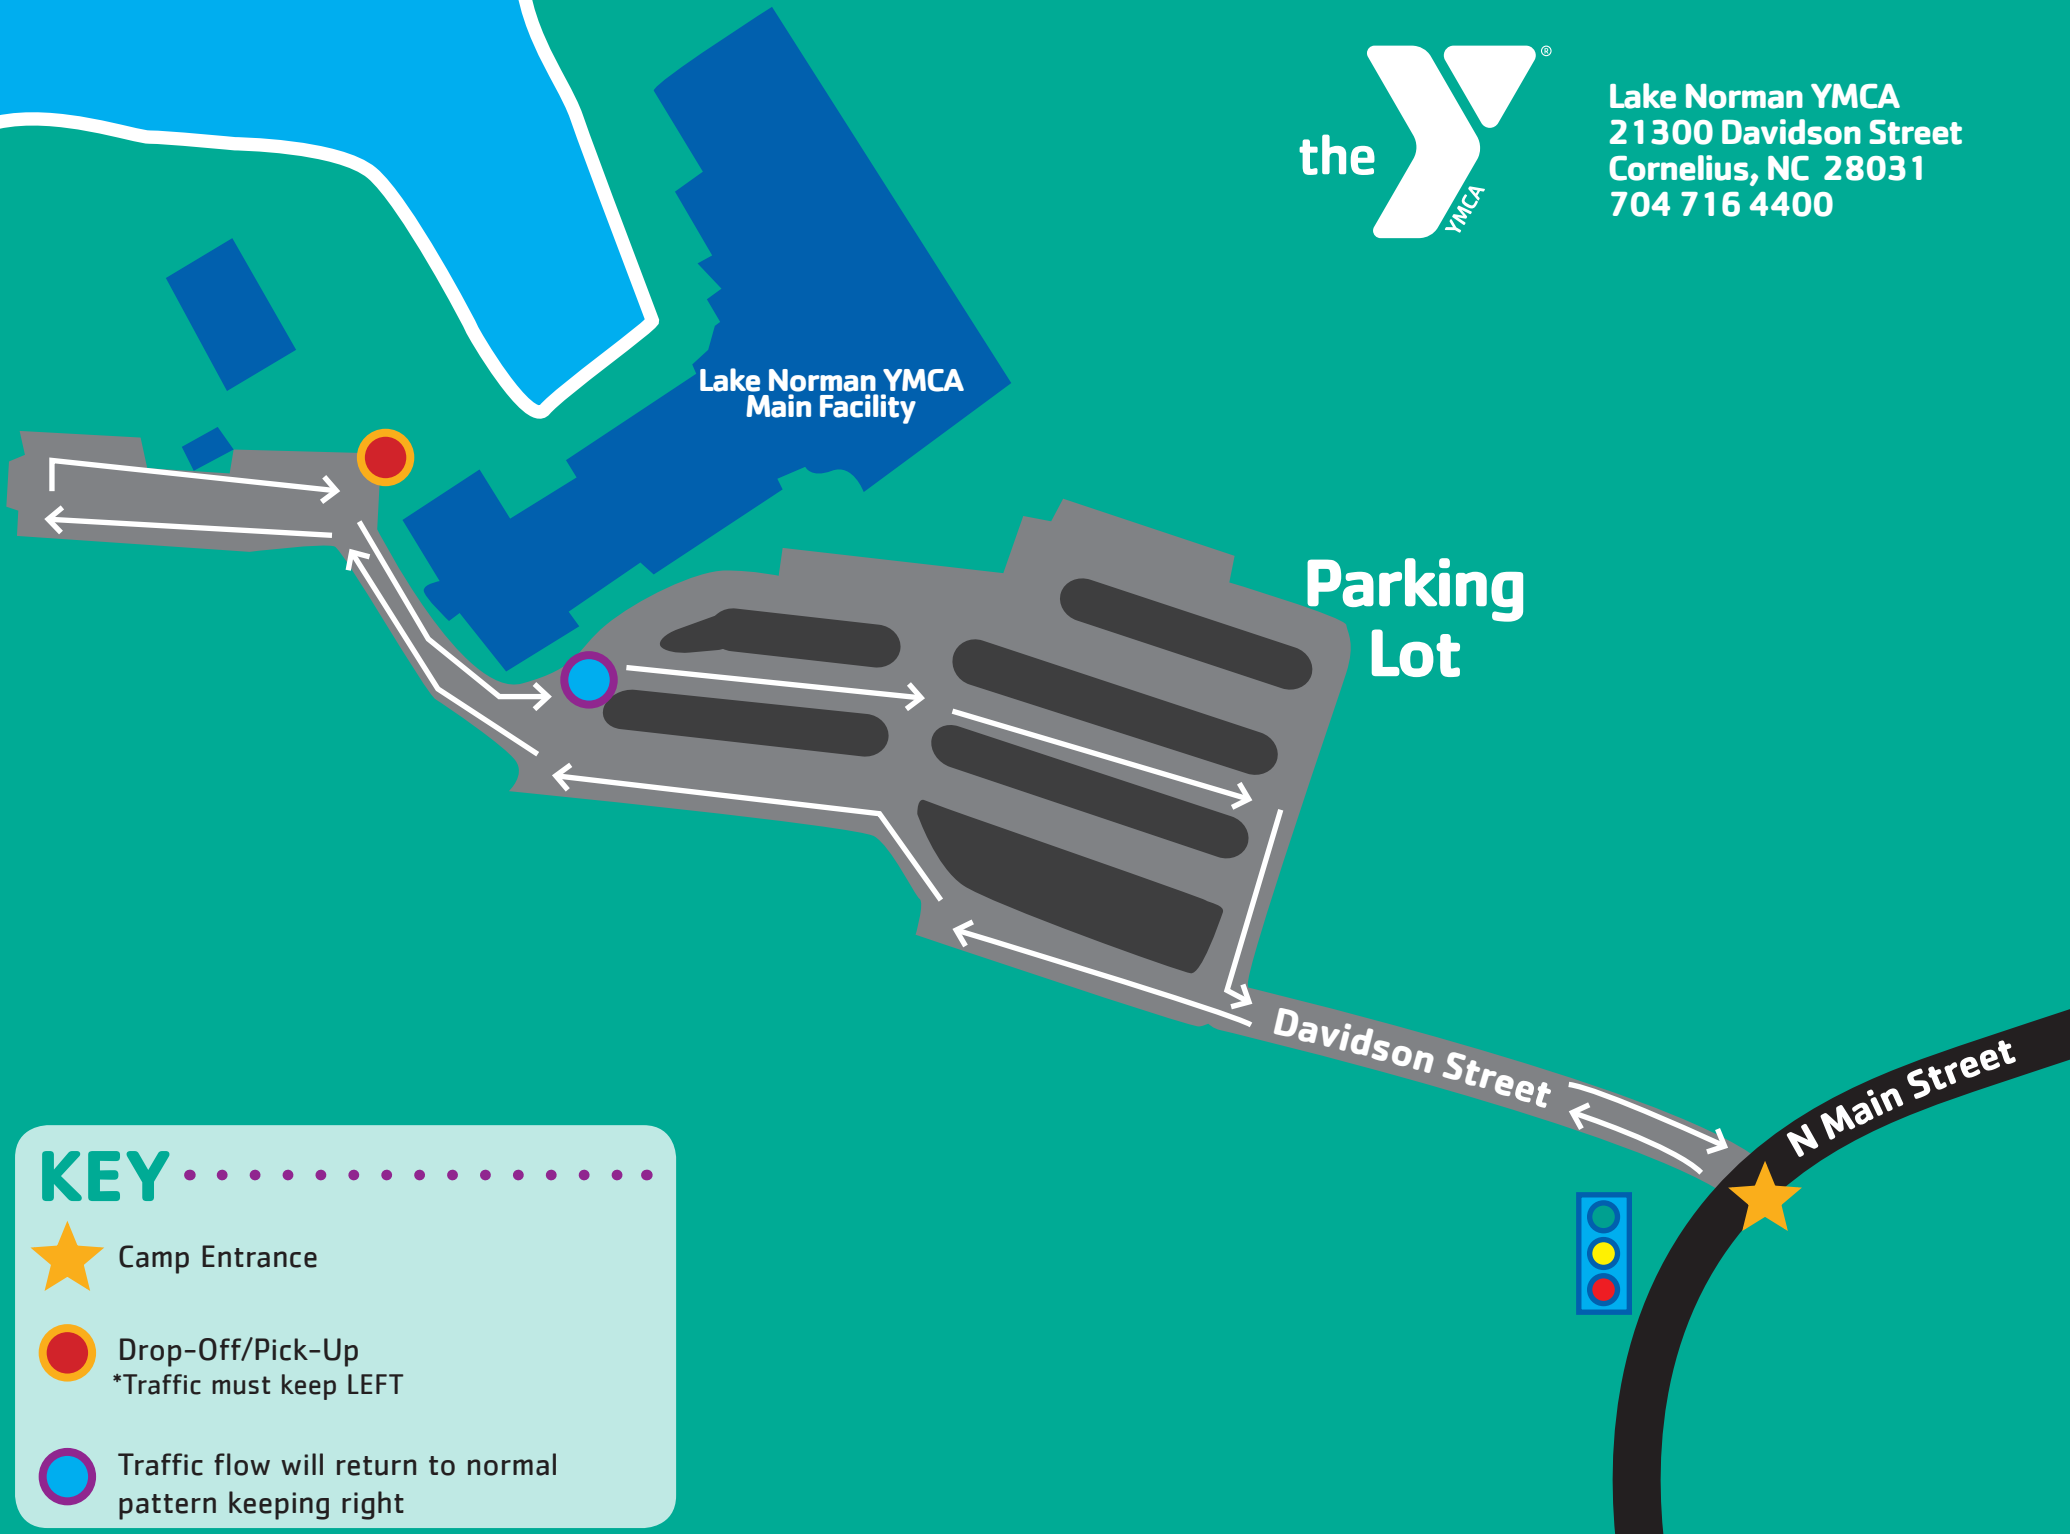 the
YMCA
®
Lake Norman YMCA
21300 Davidson Street
Cornelius, NC 28031
704 716 4400
Lake Norman YMCA
Main Facility
Parking
Lot
Davidson Street
N Main Street
KEY
Camp Entrance
Drop-Off/Pick-Up
*Traffic must keep LEFT
Traffic flow will return to normal
pattern keeping right